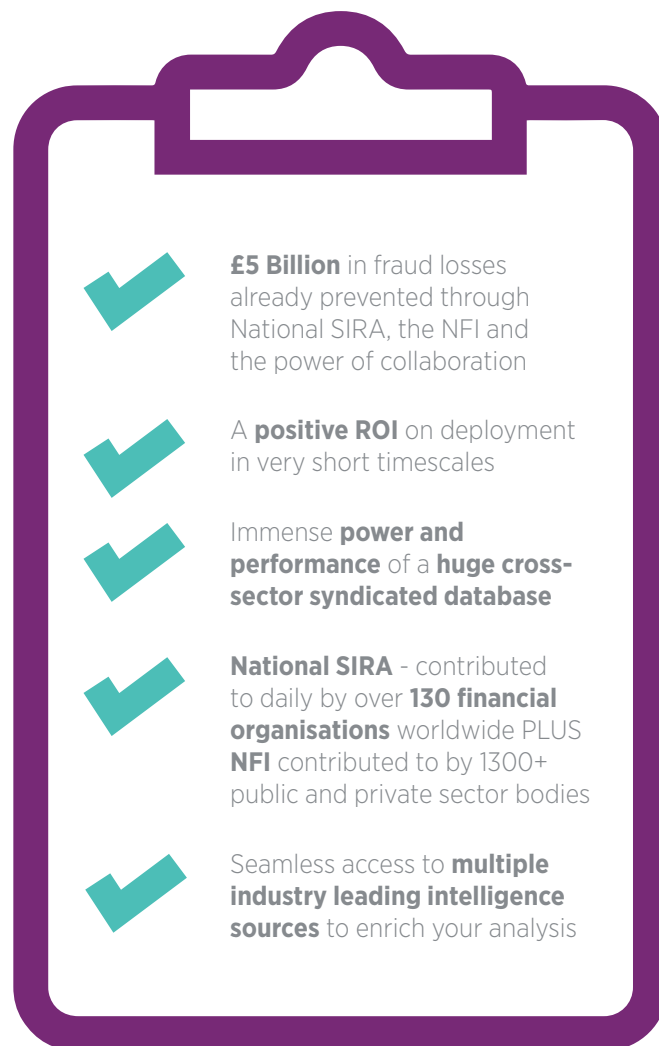 £5 Billion in fraud losses
already prevented through
National SIRA, the NFI and
the power of collaboration
A positive ROI on deployment
in very short timescales
Immense power and
performance of a huge cross-
sector syndicated database
National SIRA - contributed
to daily by over 130 financial
organisations worldwide PLUS
NFI contributed to by 1300+
public and private sector bodies
Seamless access to multiple
industry leading intelligence
sources to enrich your analysis